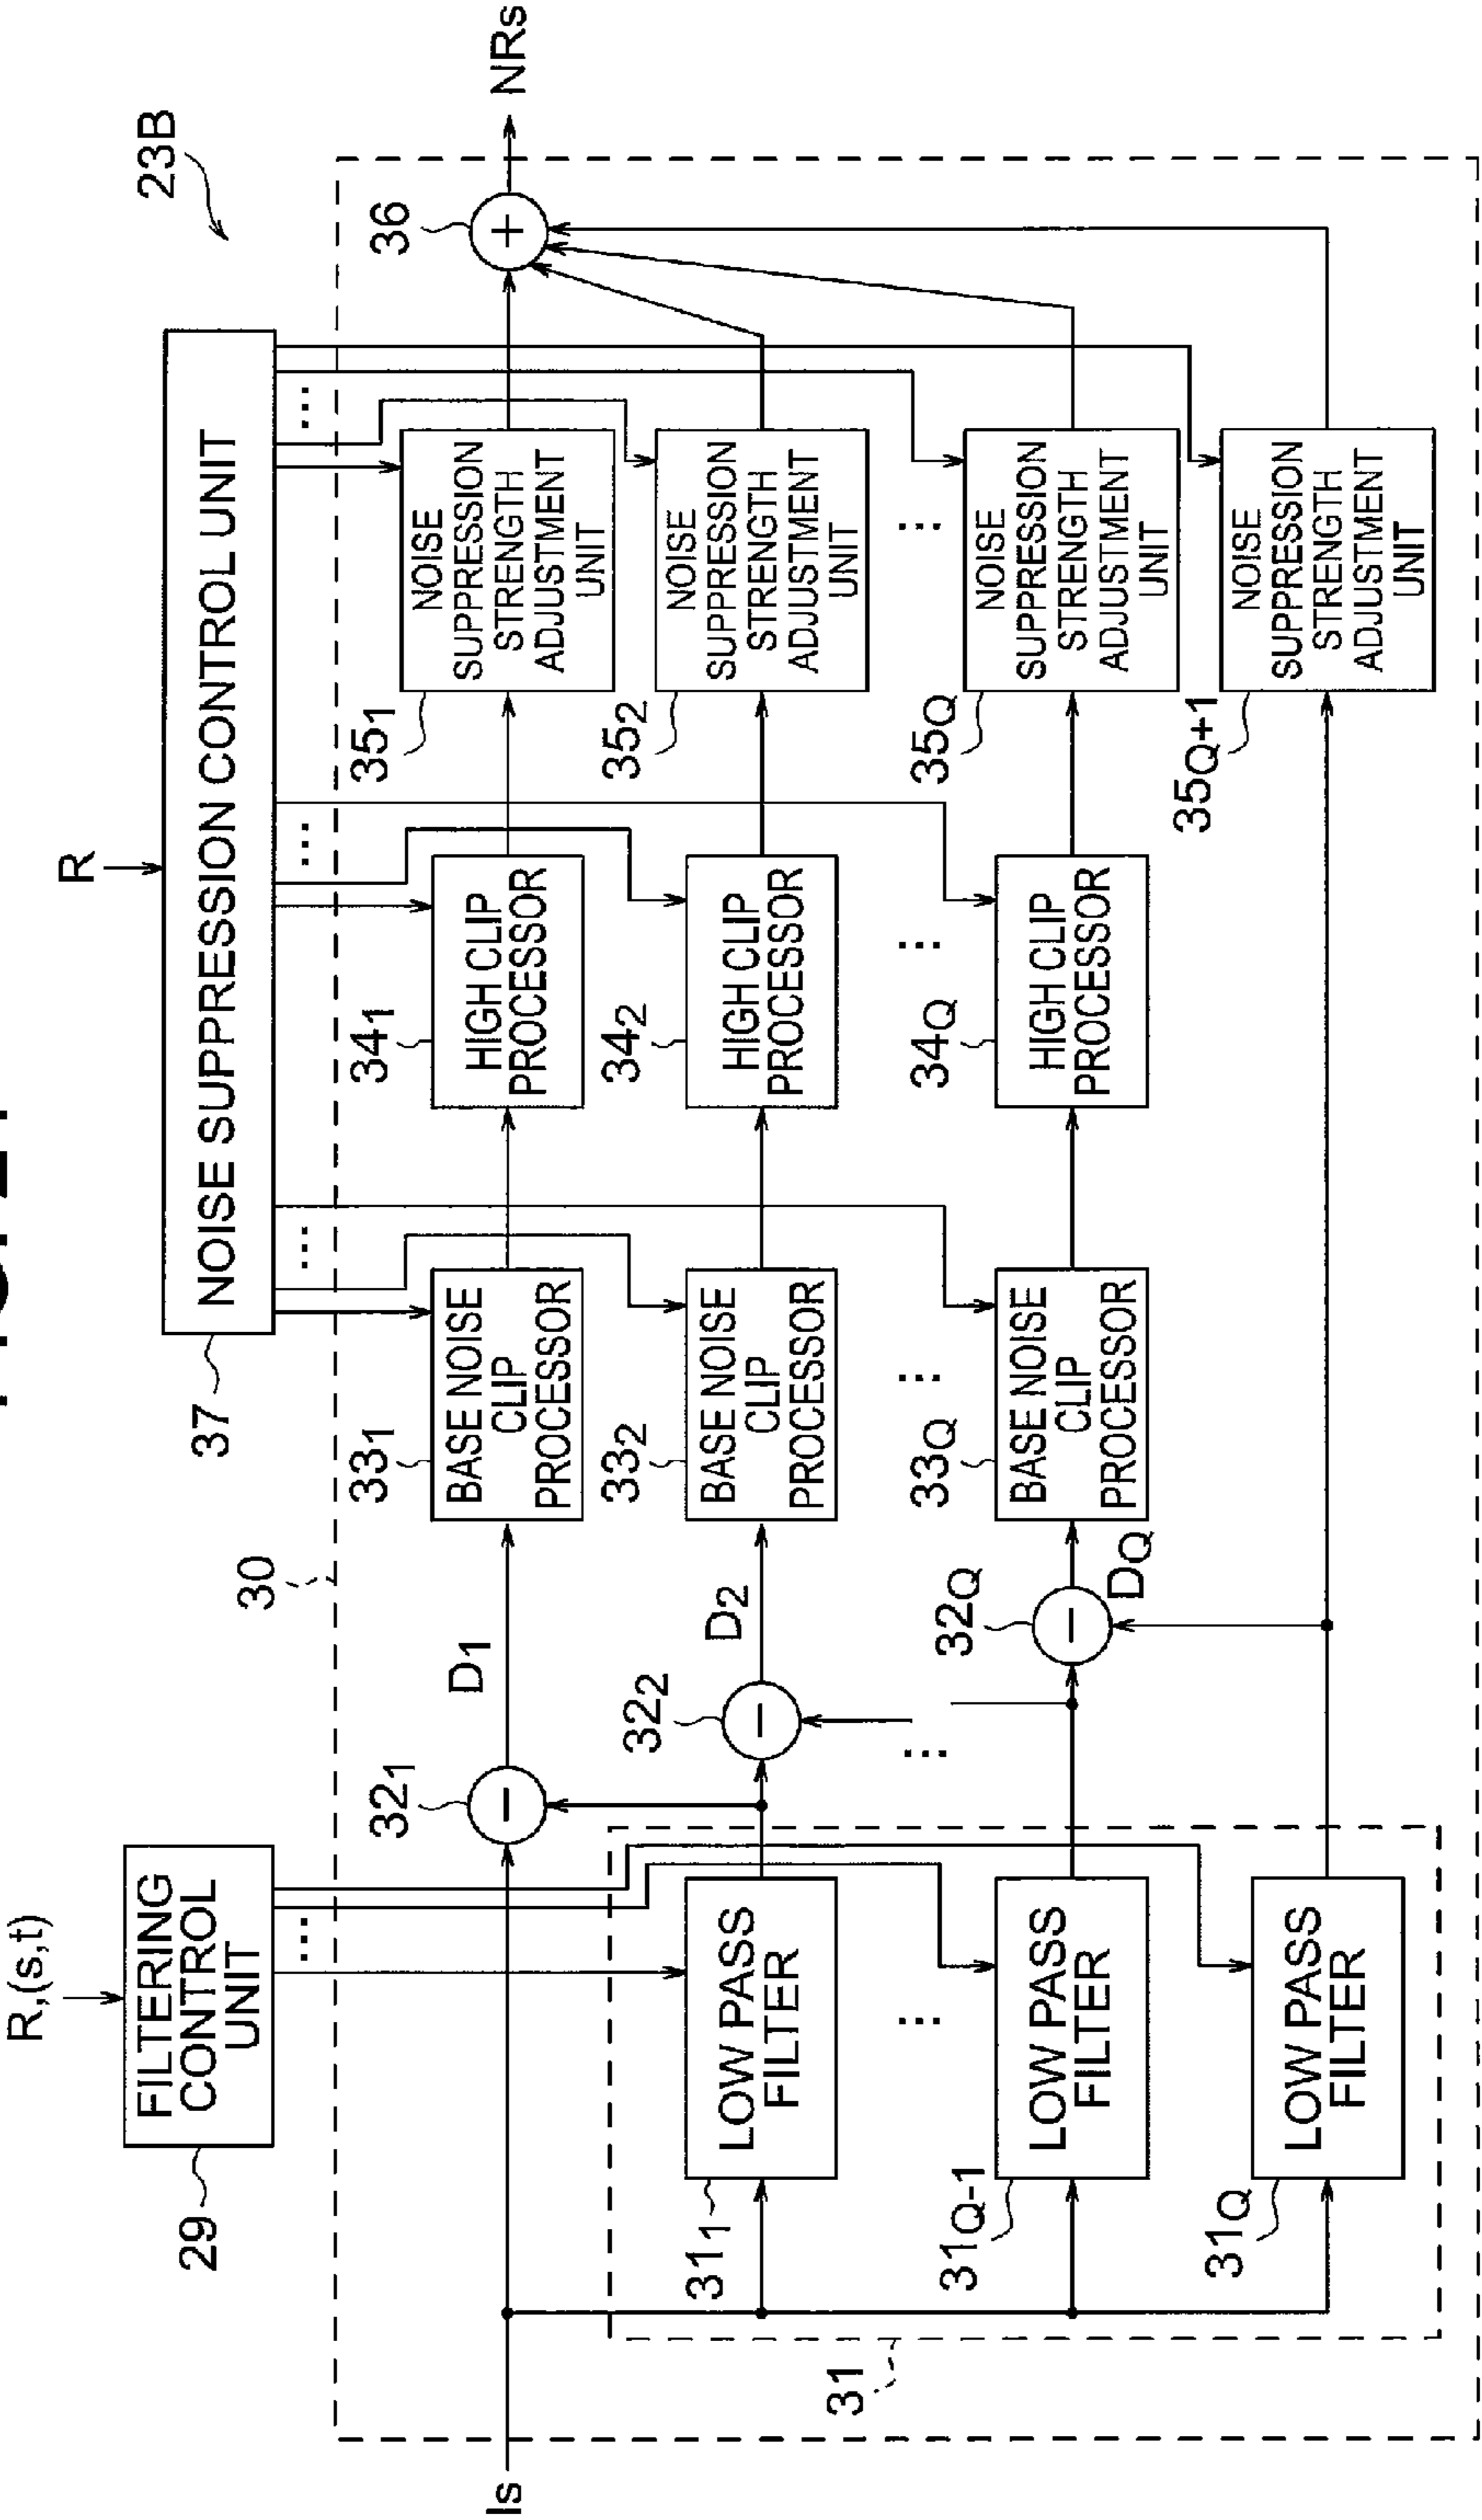 23B
R
NOISE SUPPRESSION CONTROL UNIT
37
R,(s,t)
FILTERING
CONTROL
UNIT
29
30
Is
36
+
NRs
32₁
−
D₁
33₁
BASE NOISE
CLIP
PROCESSOR
34₁
HIGH CLIP
PROCESSOR
35₁
NOISE
SUPPRESSION
STRENGTH
ADJUSTMENT
UNIT
31
31₁
LOW PASS
FILTER
32₂
−
D₂
33₂
BASE NOISE
CLIP
PROCESSOR
34₂
HIGH CLIP
PROCESSOR
35₂
NOISE
SUPPRESSION
STRENGTH
ADJUSTMENT
UNIT
31Q-1
LOW PASS
FILTER
32Q
−
DQ
33Q
BASE NOISE
CLIP
PROCESSOR
34Q
HIGH CLIP
PROCESSOR
35Q
NOISE
SUPPRESSION
STRENGTH
ADJUSTMENT
UNIT
31Q
LOW PASS
FILTER
35Q+1
NOISE
SUPPRESSION
STRENGTH
ADJUSTMENT
UNIT